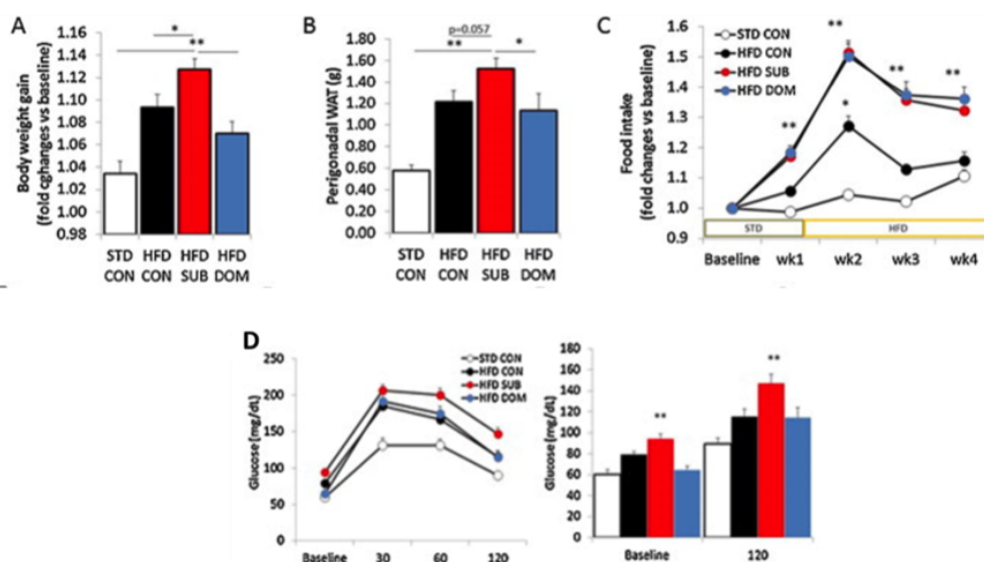 A
Body weight gain
(fold cghanges vs baseline)
1.16
1.14
1.12
1.10
1.08
1.06
1.04
1.02
1.00
0.98
*
**
STD CON
HFD CON
HFD SUB
HFD DOM
B
Perigonadal WAT (g)
1.80
1.60
1.40
1.20
1.00
0.80
0.60
0.40
0.20
0.00
p=0.057
**
*
STD CON
HFD CON
HFD SUB
HFD DOM
C
Food intake
(fold changes vs baseline)
1.6
1.5
1.4
1.3
1.2
1.1
1.0
0.9
STD CON
HFD CON
HFD SUB
HFD DOM
**
**
*
**
**
STD
HFD
Baseline wk1 wk2 wk3 wk4
D
Glucose (mg/dL)
250
200
150
100
50
0
STD CON
HFD CON
HFD SUB
HFD DOM
Baseline 30 60 120
Glucose (mg/dL)
180
160
140
120
100
80
60
40
20
0
**
**
Baseline 120